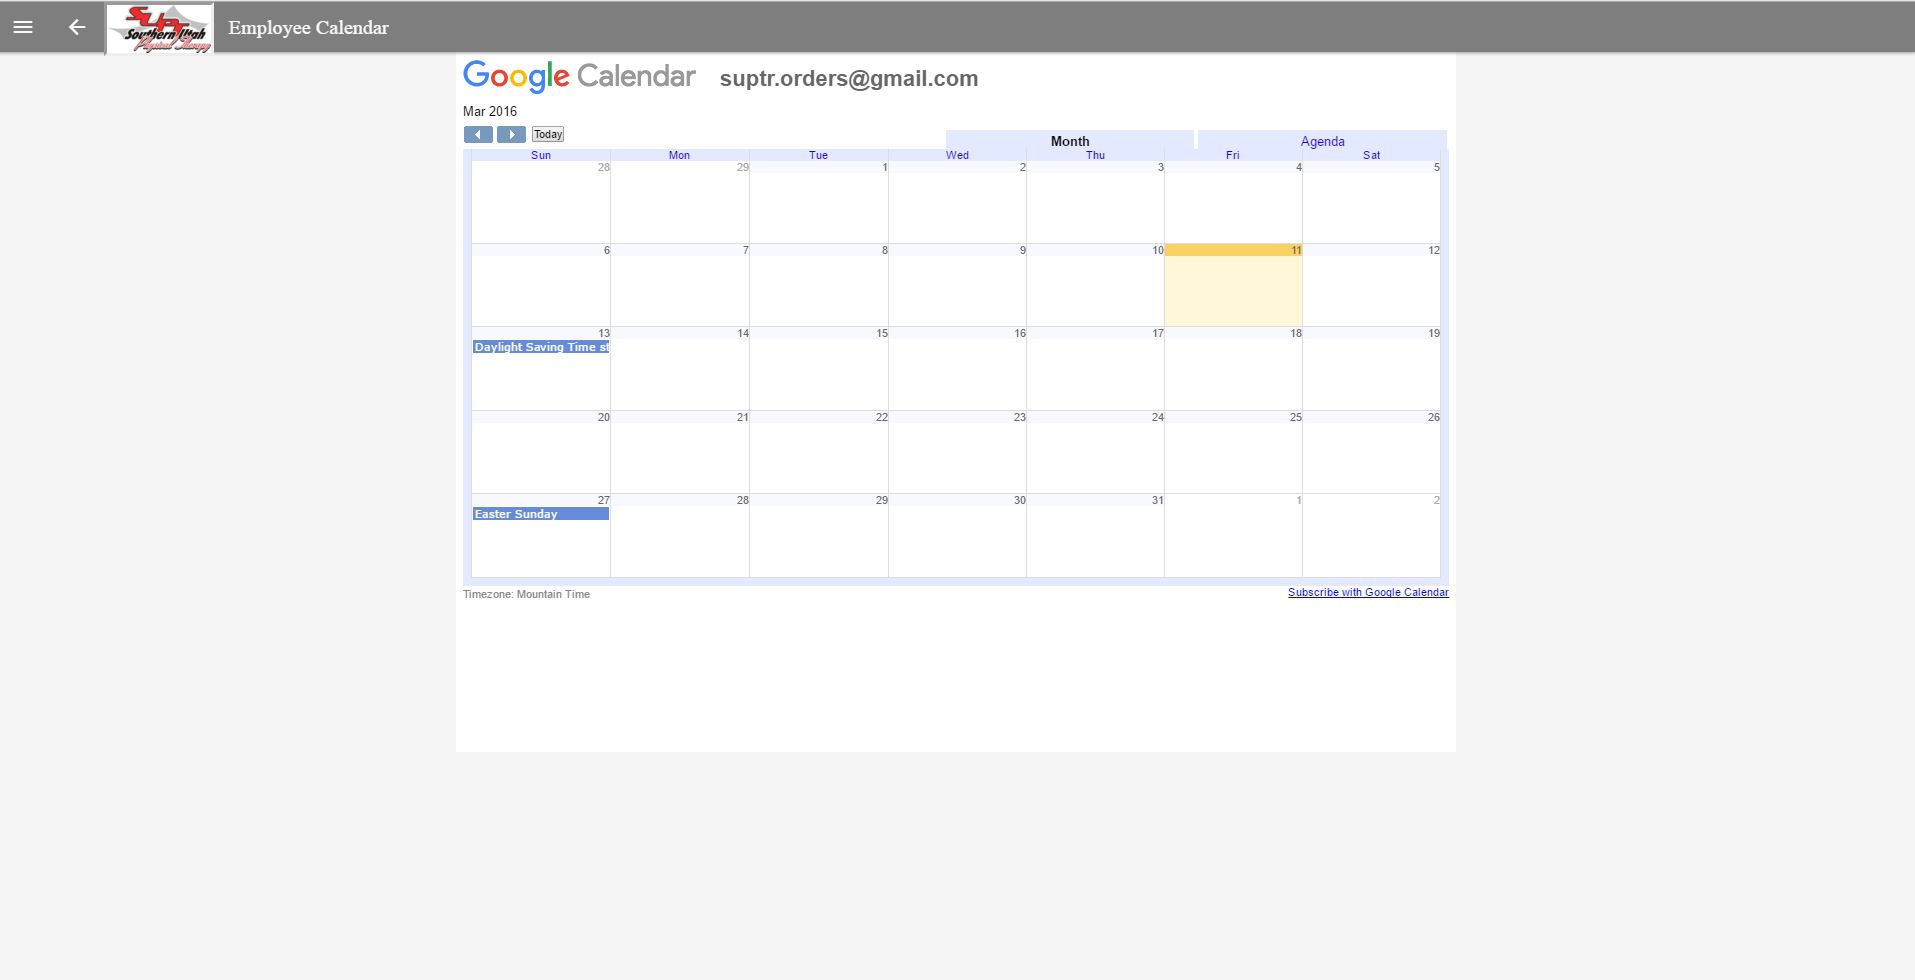 SUPT
Southern Utah
Physical Therapy
Employee Calendar
Google Calendar suptr.orders@gmail.com
Mar 2016
Today
Month Agenda
Sun Mon Tue Wed Thu Fri Sat
28 29 1 2 3 4 5
6 7 8 9 10 11 12
13 14 15 16 17 18 19
Daylight Saving Time st
20 21 22 23 24 25 26
27 28 29 30 31 1 2
Easter Sunday
Timezone: Mountain Time Subscribe with Google Calendar